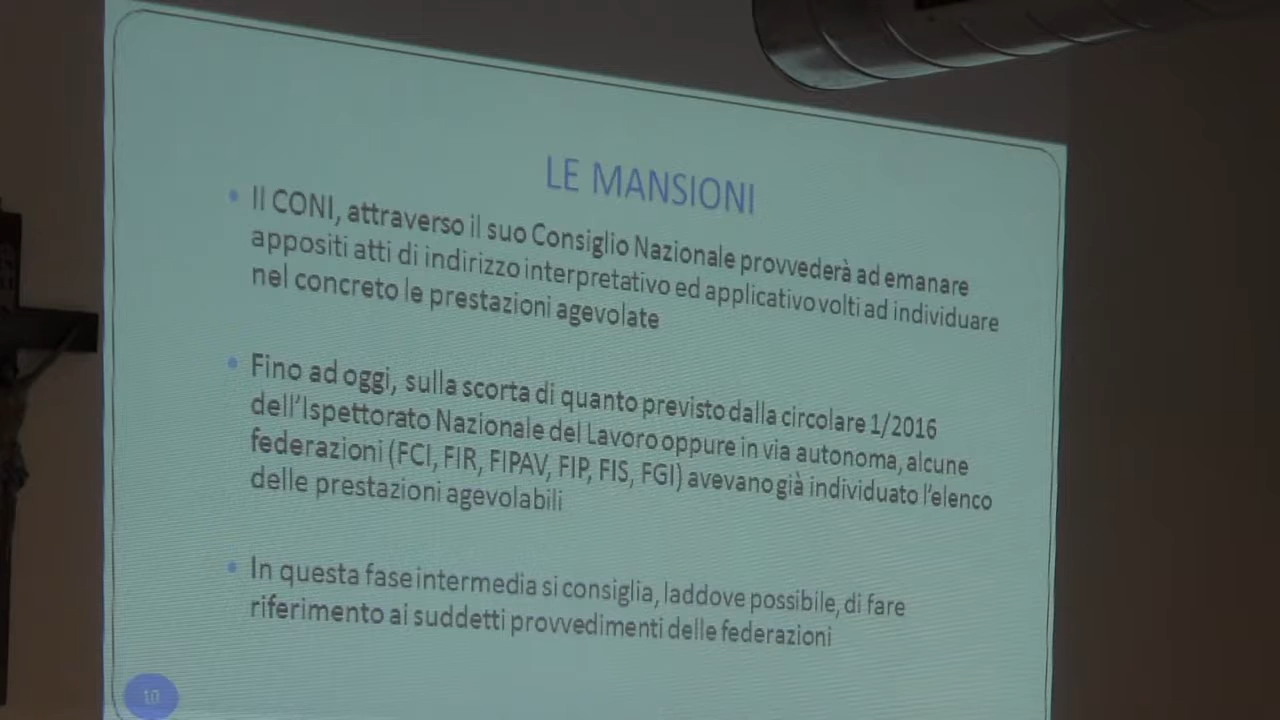 LE MANSIONI
• Il CONI, attraverso il suo Consiglio Nazionale provvederà ad emanare
appositi atti di indirizzo interpretativo ed applicativo volti ad individuare
nel concreto le prestazioni agevolate
• Fino ad oggi, sulla scorta di quanto previsto dalla circolare 1/2016
dell'Ispettorato Nazionale del Lavoro oppure in via autonoma, alcune
federazioni (FCI, FIR, FIPAV, FIP, FIS, FGI) avevano già individuato l'elenco
delle prestazioni agevolabili
• In questa fase intermedia si consiglia, laddove possibile, di fare
riferimento ai suddetti provvedimenti delle federazioni
10